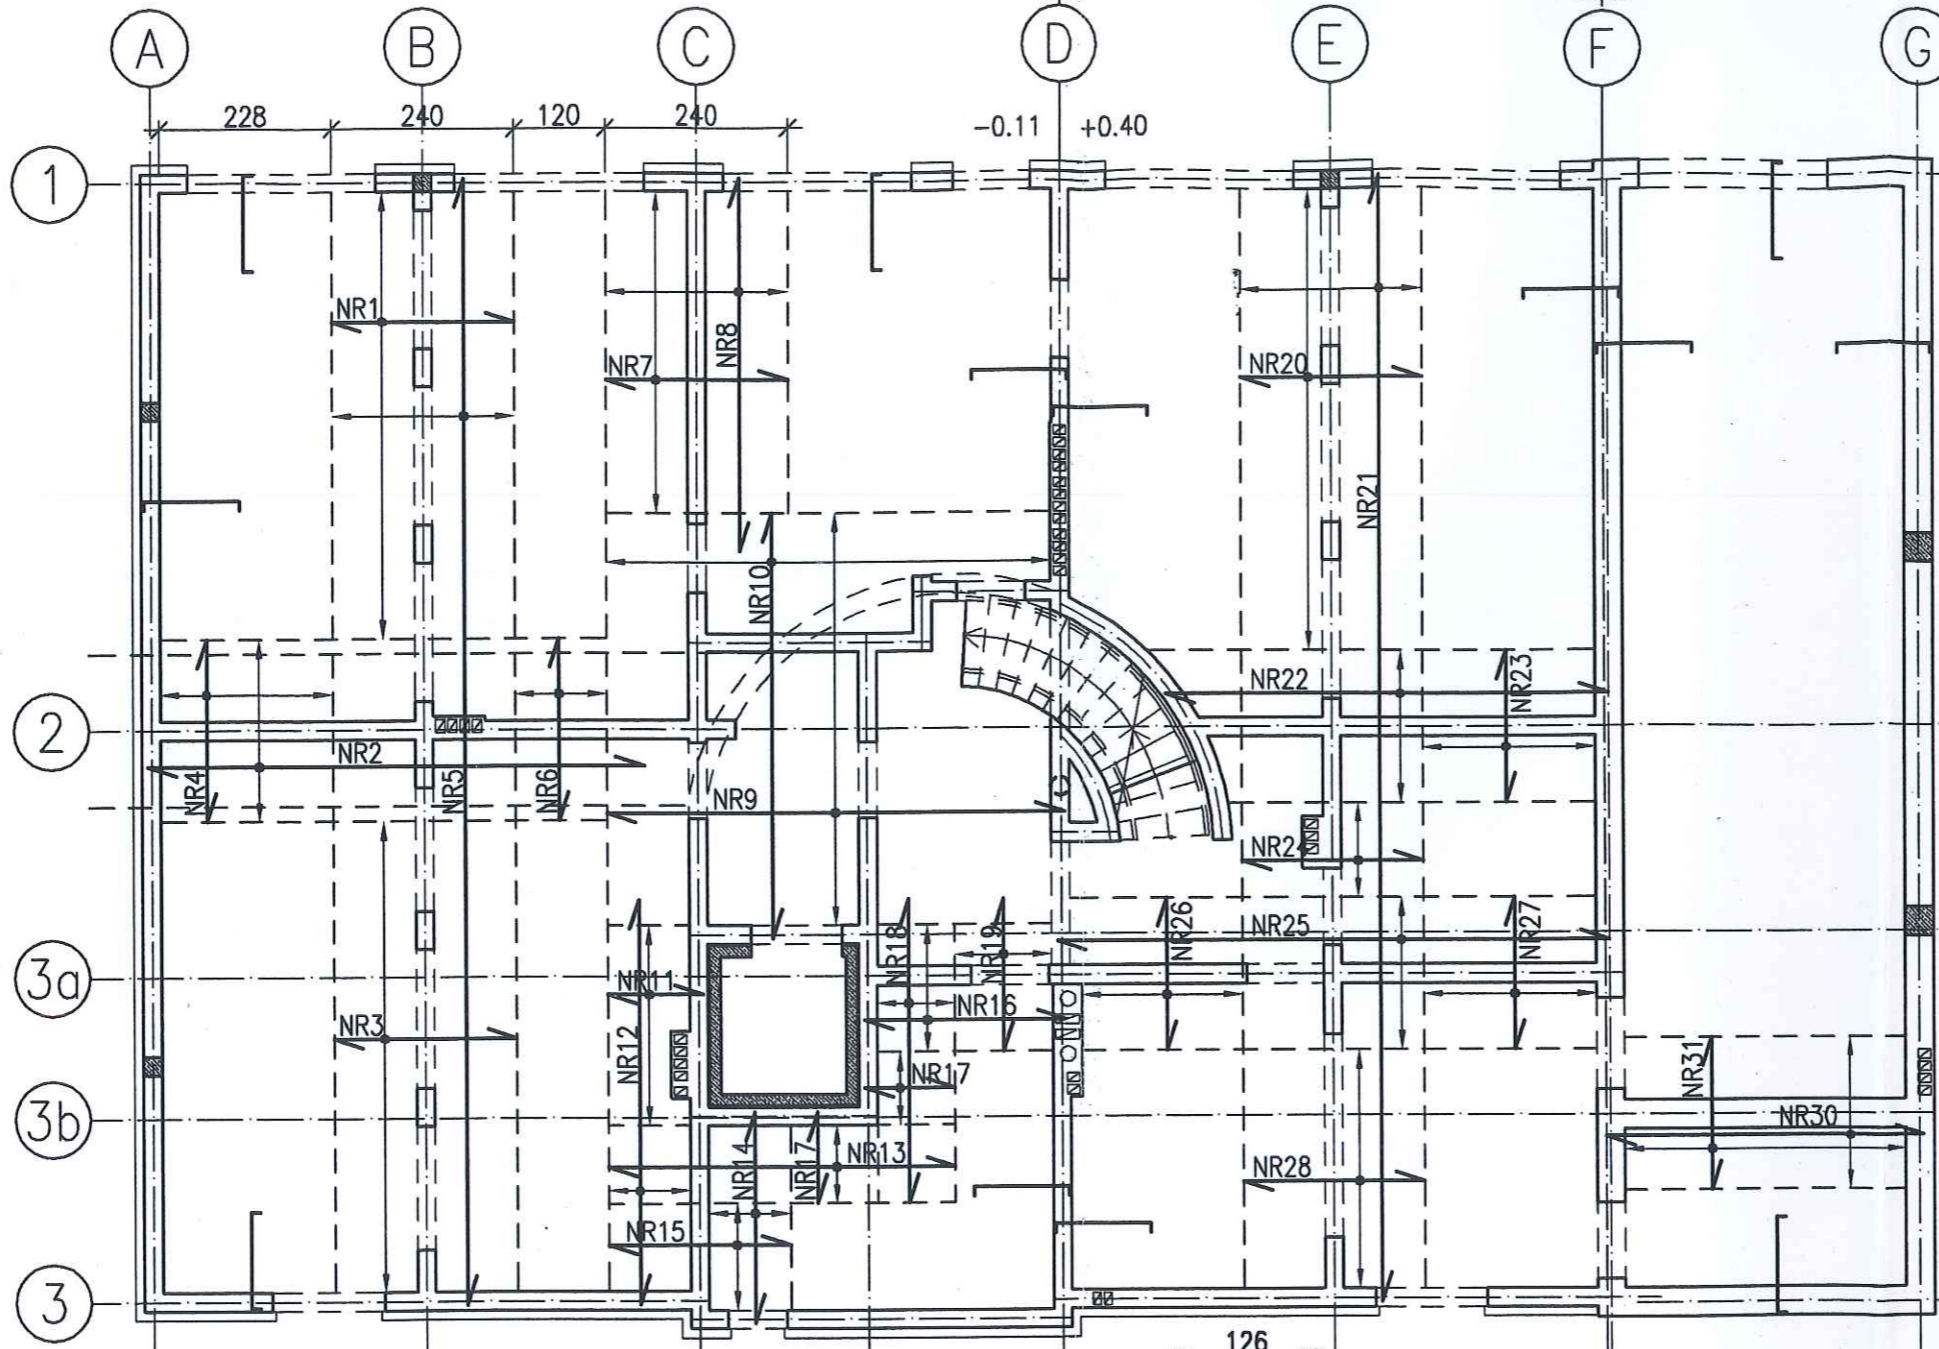 A B C D E F G
228 240 120 240 -0.11 +0.40
1
NR1
NR8
NR7
NR20
NR21
NR10
NR22
NR23
2
NR4
NR2
NR5
NR6
NR9
NR24
NR18
NR19
NR26
NR25
NR27
3a
NR11
NR16
NR3
NR12
NR17
NR31
3b
NR30
NR14
NR17
NR13
NR28
NR15
3
126